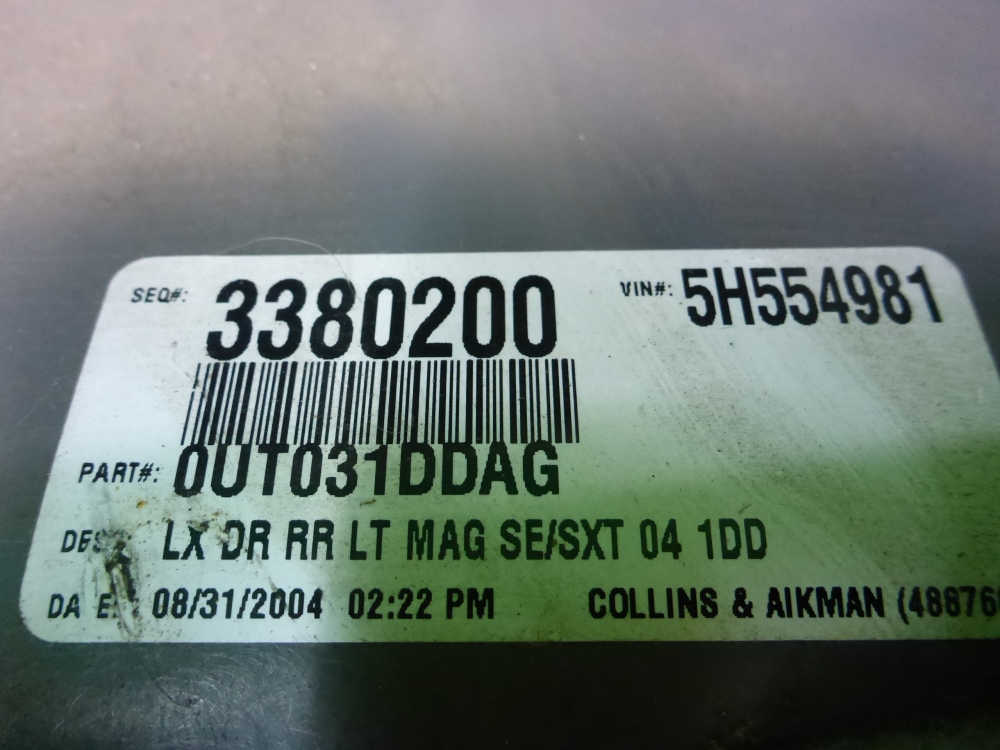 SEQ#: 3380200 VIN#: 5H554981
PART#: 0UT031DDAG
LX DR RR LT MAG SE/SXT 04 1DD
08/31/2004 02:22 PM COLLINS & AIKMAN (48876